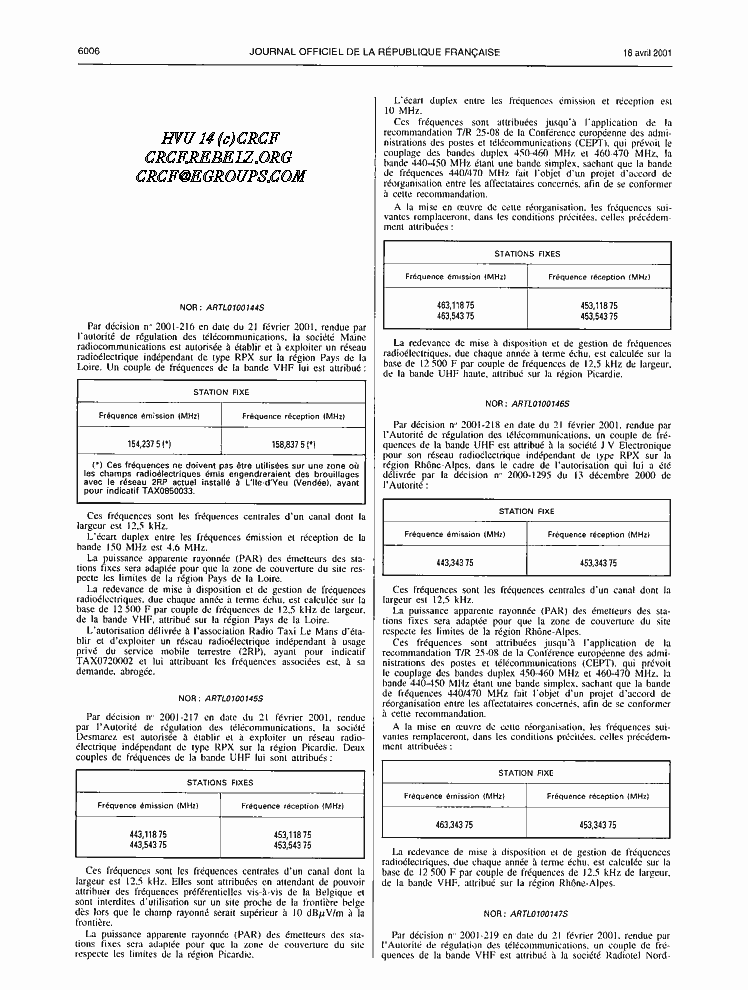 6006
JOURNAL OFFICIEL DE LA RÉPUBLIQUE FRANÇAISE
18 avril 2001
HVU 14 (c) CRCF
CRCF.REBELZ.ORG
CRCF@EGROUPS.COM
NOR : ARTL0100144S
Par décision n° 2001-216 en date du 21 février 2001, rendue par
l'autorité de régulation des télécommunications, la société Maine
radiocommunications est autorisée à établir et à exploiter un réseau
radioélectrique indépendant de type RPX sur la région Pays de la
Loire. Un couple de fréquences de la bande VHF lui est attribué :
STATION FIXE
Fréquence émission (MHz)
Fréquence réception (MHz)
154,237 5 (*)
158,837 5 (*)
(*) Ces fréquences ne doivent pas être utilisées sur une zone où
les champs radioélectriques émis engendreraient des brouillages
avec le réseau 2RP actuel installé à L'Ile-d'Yeu (Vendée), ayant
pour indicatif TAX0850033.
Ces fréquences sont les fréquences centrales d'un canal dont la
largeur est 12,5 kHz.
L'écart duplex entre les fréquences émission et réception de la
bande 150 MHz est 4,6 MHz.
La puissance apparente rayonnée (PAR) des émetteurs des sta-
tions fixes sera adaptée pour que la zone de couverture du site res-
pecte les limites de la région Pays de la Loire.
La redevance de mise à disposition et de gestion de fréquences
radioélectriques, due chaque année à terme échu, est calculée sur la
base de 12 500 F par couple de fréquences de 12,5 kHz de largeur,
de la bande VHF, attribué sur la région Pays de la Loire.
L'autorisation délivrée à l'association Radio Taxi Le Mans d'éta-
blir et d'exploiter un réseau radioélectrique indépendant à usage
privé du service mobile terrestre (2RP), ayant pour indicatif
TAX0720002 et lui attribuant les fréquences associées est, à sa
demande, abrogée.
NOR : ARTL0100145S
Par décision n° 2001-217 en date du 21 février 2001, rendue
par l'Autorité de régulation des télécommunications, la société
Desmarez est autorisée à établir et à exploiter un réseau radio-
électrique indépendant de type RPX sur la région Picardie. Deux
couples de fréquences de la bande UHF lui sont attribués :
STATIONS FIXES
Fréquence émission (MHz)
Fréquence réception (MHz)
443,118 75
453,118 75
443,543 75
453,543 75
Ces fréquences sont les fréquences centrales d'un canal dont la
largeur est 12,5 kHz. Elles sont attribuées en attendant de pouvoir
attribuer des fréquences préférentielles vis-à-vis de la Belgique et
sont interdites d'utilisation sur un site proche de la frontière belge
dès lors que le champ rayonné serait supérieur à 10 dBµV/m à la
frontière.
La puissance apparente rayonnée (PAR) des émetteurs des sta-
tions fixes sera adaptée pour que la zone de couverture du site
respecte les limites de la région Picardie.
L'écart duplex entre les fréquences émission et réception est
10 MHz.
Ces fréquences sont attribuées jusqu'à l'application de la
recommandation T/R 25-08 de la Conférence européenne des admi-
nistrations des postes et télécommunications (CEPT), qui prévoit le
couplage des bandes duplex 450-460 MHz et 460-470 MHz, la
bande 440-450 MHz étant une bande simplex, sachant que la bande
de fréquences 440/470 MHz fait l'objet d'un projet d'accord de
réorganisation entre les affectataires concernés, afin de se conformer
à cette recommandation.
A la mise en œuvre de cette réorganisation, les fréquences sui-
vantes remplaceront, dans les conditions précitées, celles précédem-
ment attribuées :
STATIONS FIXES
Fréquence émission (MHz)
Fréquence réception (MHz)
463,118 75
453,118 75
463,543 75
453,543 75
La redevance de mise à disposition et de gestion de fréquences
radioélectriques, due chaque année à terme échu, est calculée sur la
base de 12 500 F par couple de fréquences de 12,5 kHz de largeur,
de la bande UHF haute, attribué sur la région Picardie.
NOR : ARTL0100146S
Par décision n° 2001-218 en date du 21 février 2001, rendue par
l'Autorité de régulation des télécommunications, un couple de fré-
quences de la bande UHF est attribué à la société J V Electronique
pour son réseau radioélectrique indépendant de type RPX sur la
région Rhône-Alpes, dans le cadre de l'autorisation qui lui a été
délivrée par la décision n° 2000-1295 du 13 décembre 2000 de
l'Autorité :
STATION FIXE
Fréquence émission (MHz)
Fréquence réception (MHz)
443,343 75
453,343 75
Ces fréquences sont les fréquences centrales d'un canal dont la
largeur est 12,5 kHz.
La puissance apparente rayonnée (PAR) des émetteurs des sta-
tions fixes sera adaptée pour que la zone de couverture du site
respecte les limites de la région Rhône-Alpes.
Ces fréquences sont attribuées jusqu'à l'application de la
recommandation T/R 25-08 de la Conférence européenne des admi-
nistrations des postes et télécommunications (CEPT), qui prévoit
le couplage des bandes duplex 450-460 MHz et 460-470 MHz, la
bande 440-450 MHz étant une bande simplex, sachant que la bande
de fréquences 440/470 MHz fait l'objet d'un projet d'accord de
réorganisation entre les affectataires concernés, afin de se conformer
à cette recommandation.
A la mise en œuvre de cette réorganisation, les fréquences sui-
vantes remplaceront, dans les conditions précitées, celles précédem-
ment attribuées :
STATION FIXE
Fréquence émission (MHz)
Fréquence réception (MHz)
463,343 75
453,343 75
La redevance de mise à disposition et de gestion de fréquences
radioélectriques, due chaque année à terme échu, est calculée sur la
base de 12 500 F par couple de fréquences de 12,5 kHz de largeur,
de la bande VHF, attribué sur la région Rhône-Alpes.
NOR : ARTL0100147S
Par décision n° 2001-219 en date du 21 février 2001, rendue par
l'Autorité de régulation des télécommunications, un couple de fré-
quences de la bande VHF est attribué à la société Radiotel Nord-